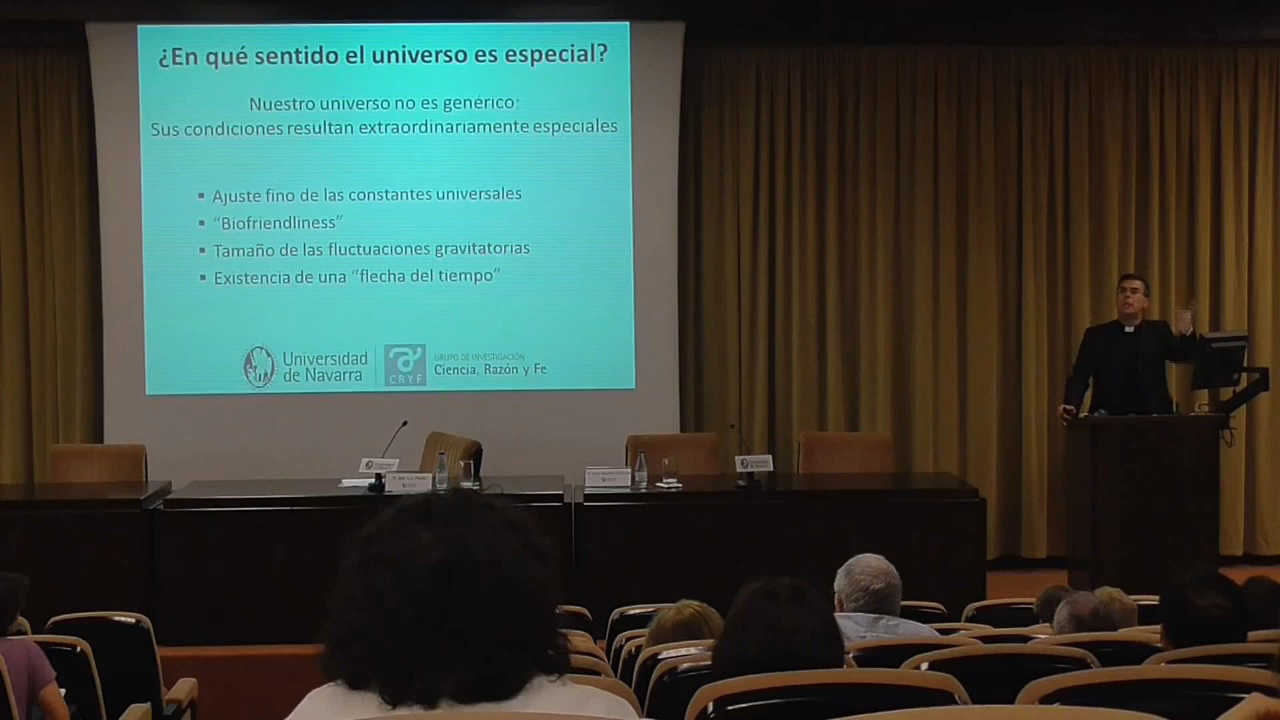 ¿En qué sentido el universo es especial?
Nuestro universo no es genérico:
Sus condiciones resultan extraordinariamente especiales
▪ Ajuste fino de las constantes universales
▪ “Biofriendliness”
▪ Tamaño de las fluctuaciones gravitatorias
▪ Existencia de una “flecha del tiempo”
Universidad
de Navarra
CRYF
GRUPO DE INVESTIGACIÓN
Ciencia, Razón y Fe